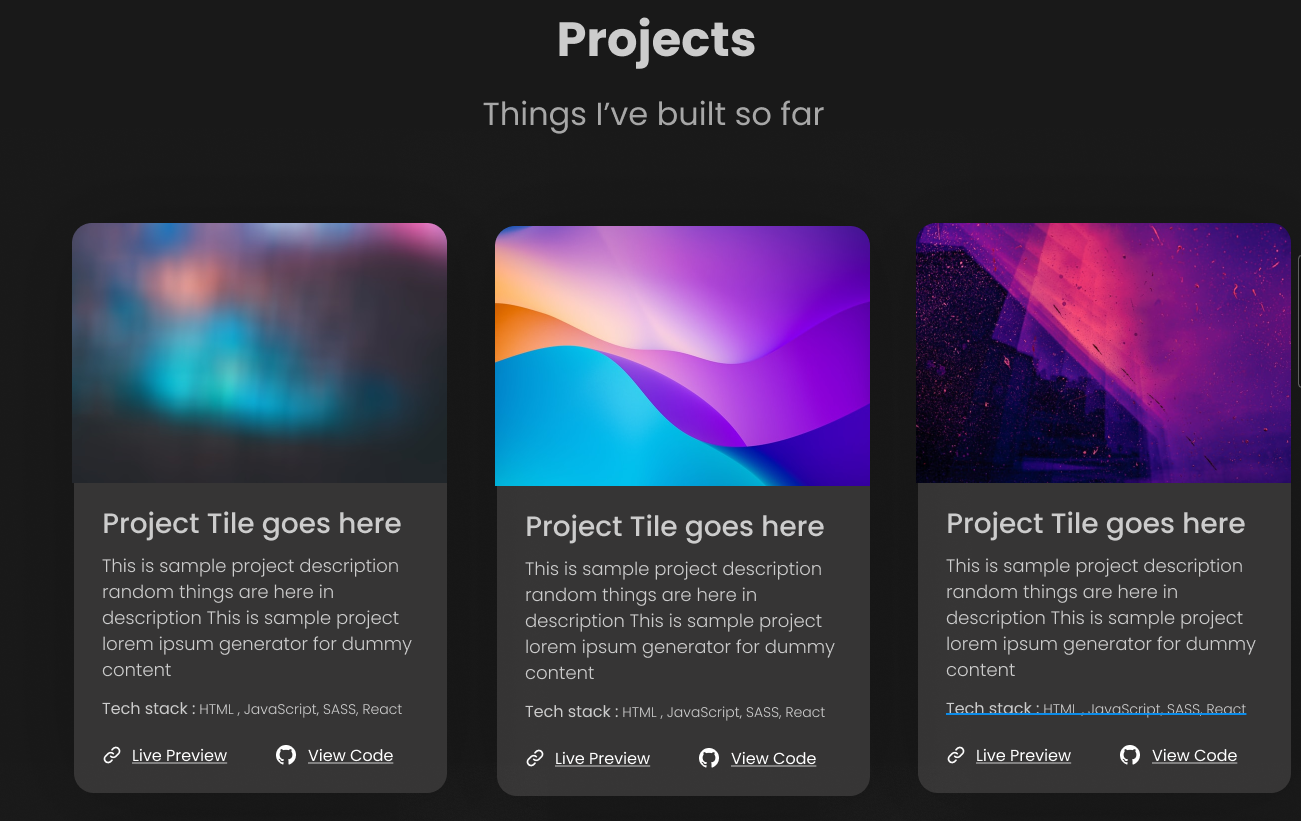 Projects
Things I’ve built so far
Project Tile goes here
This is sample project description
random things are here in
description This is sample project
lorem ipsum generator for dummy
content
Tech stack : HTML , JavaScript, SASS, React
Live Preview
View Code
Project Tile goes here
This is sample project description
random things are here in
description This is sample project
lorem ipsum generator for dummy
content
Tech stack : HTML , JavaScript, SASS, React
Live Preview
View Code
Project Tile goes here
This is sample project description
random things are here in
description This is sample project
lorem ipsum generator for dummy
content
Tech stack : HTML , JavaScript, SASS, React
Live Preview
View Code